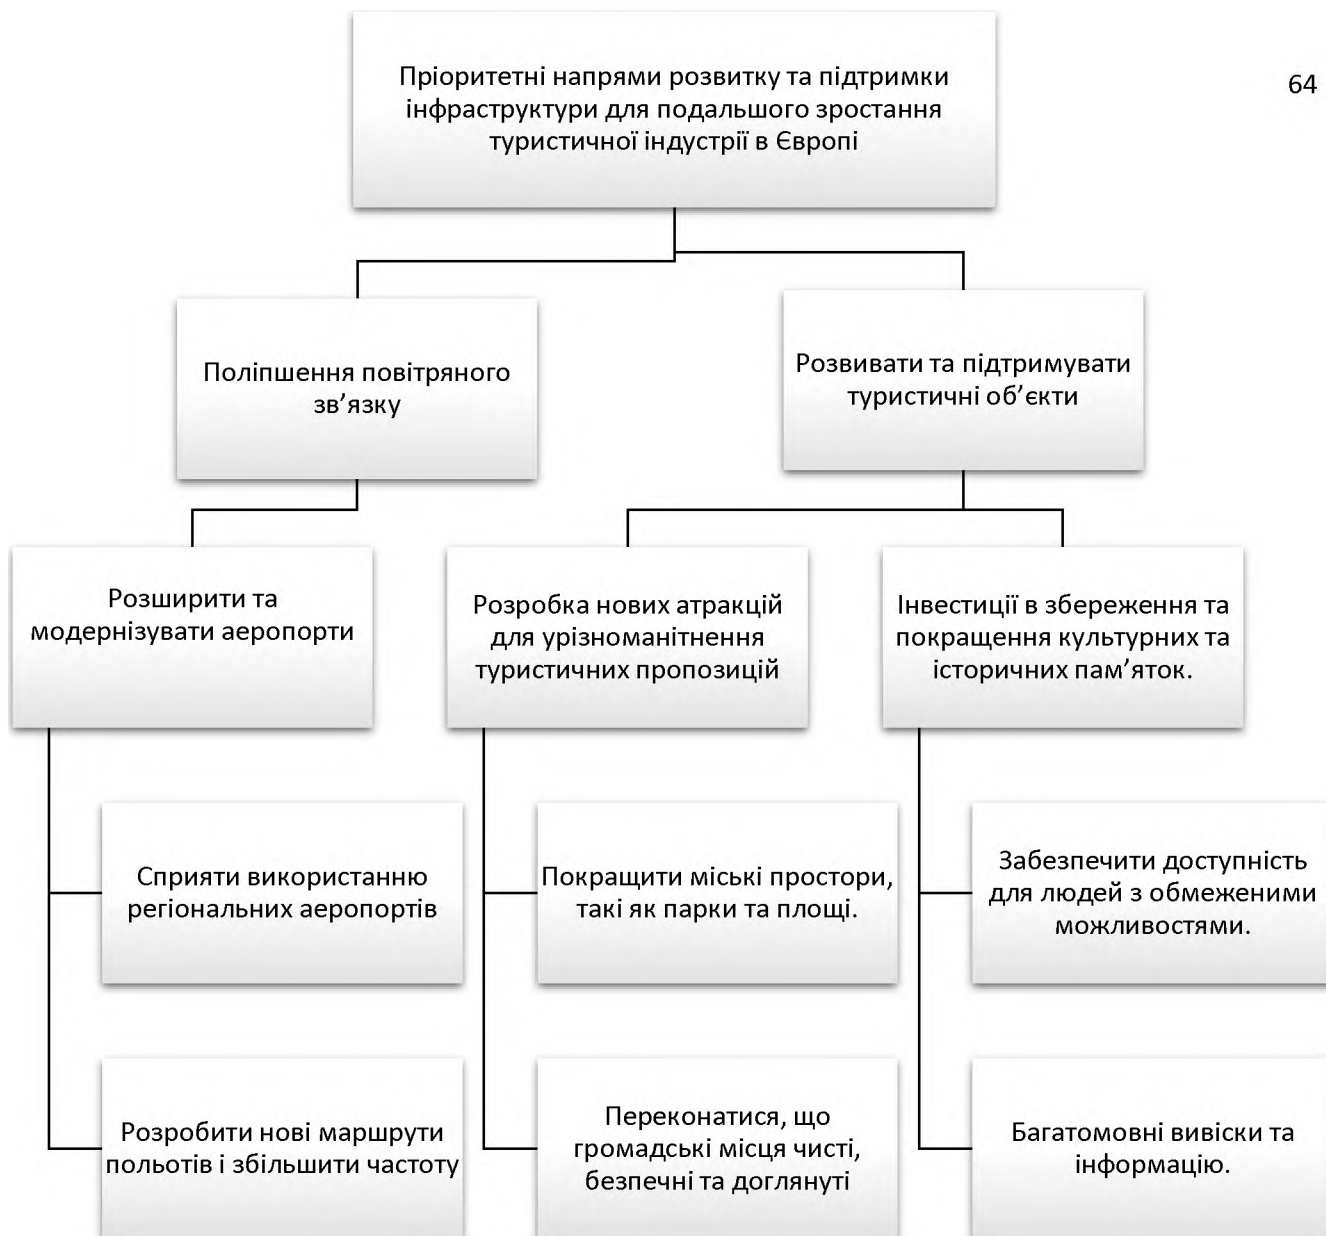 64
Пріоритетні напрями розвитку та підтримки
інфраструктури для подальшого зростання
туристичної індустрії в Європі
Поліпшення повітряного
зв’язку
Розвивати та підтримувати
туристичні об’єкти
Розширити та
модернізувати аеропорти
Розробка нових атракцій
для урізноманітнення
туристичних пропозицій
Інвестиції в збереження та
покращення культурних та
історичних пам’яток.
Сприяти використанню
регіональних аеропортів
Покращити міські простори,
такі як парки та площі.
Забезпечити доступність
для людей з обмеженими
можливостями.
Розробити нові маршрути
польотів і збільшити частоту
Переконатися, що
громадські місця чисті,
безпечні та доглянуті
Багатомовні вивіски та
інформацію.